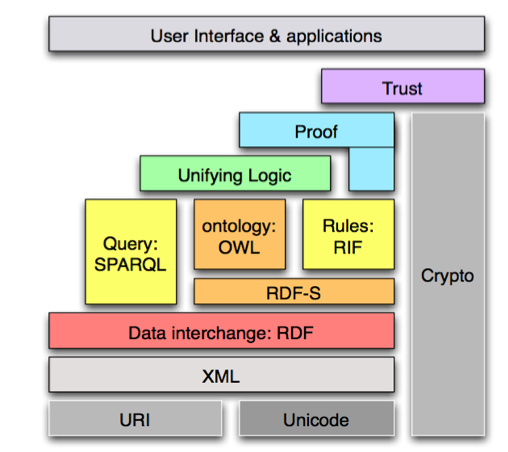 User Interface & applications
Trust
Proof
Unifying Logic
Query:
SPARQL
ontology:
OWL
Rules:
RIF
Crypto
RDF-S
Data interchange: RDF
XML
URI
Unicode